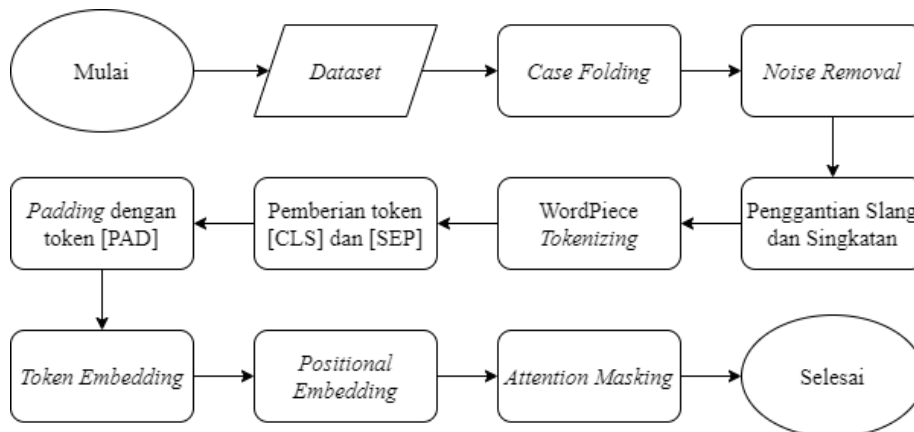 Mulai
Dataset
Case Folding
Noise Removal
Penggantian Slang
dan Singkatan
WordPiece
Tokenizing
Pemberian token
[CLS] dan [SEP]
Padding dengan
token [PAD]
Token Embedding
Positional
Embedding
Attention Masking
Selesai